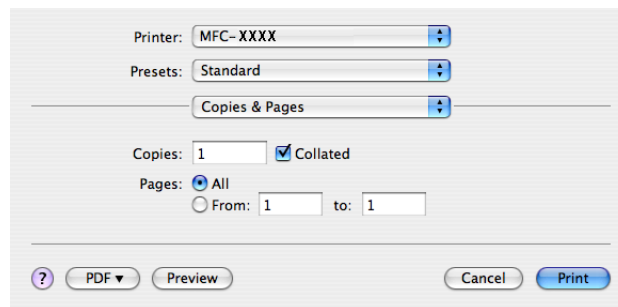 Printer: MFC-XXXX
Presets: Standard
Copies & Pages
Copies: 1 Collated
Pages: All
From: 1 to: 1
? PDF ▼ Preview Cancel Print